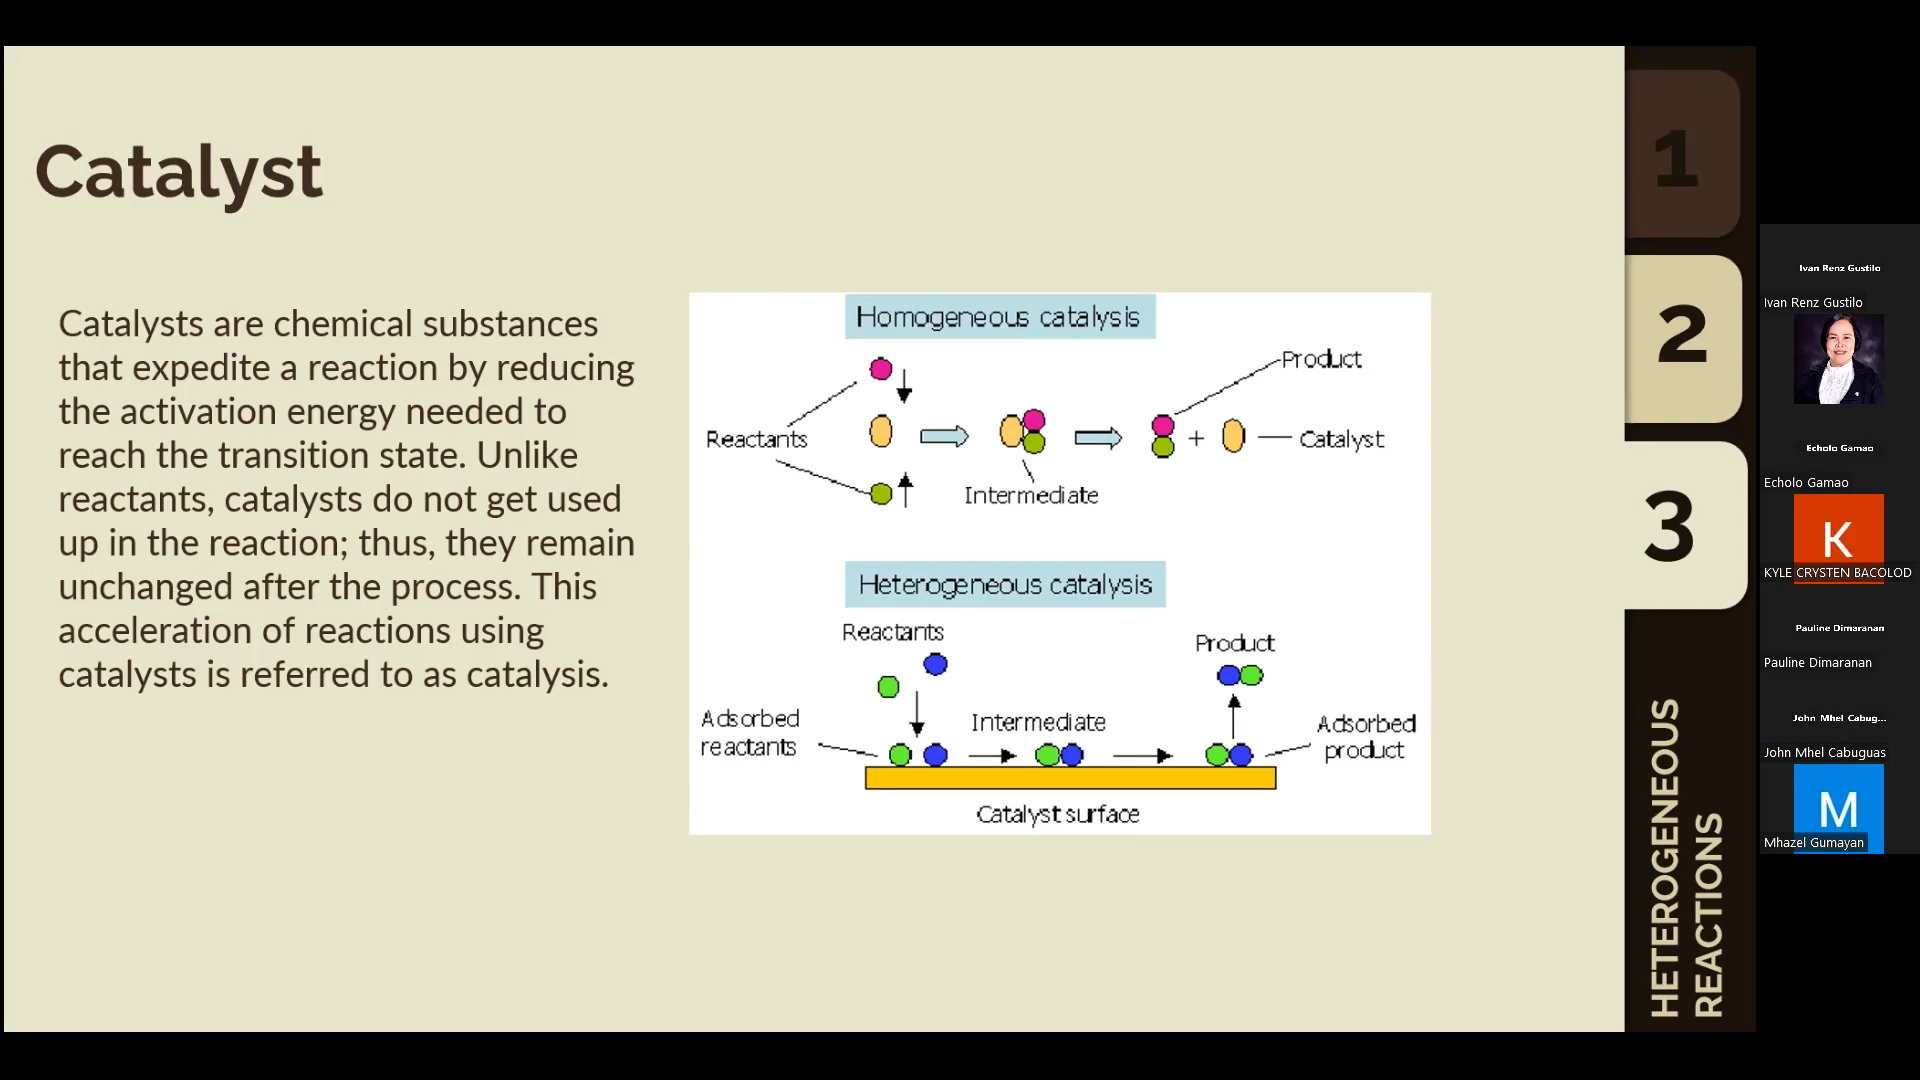 Catalyst
Catalysts are chemical substances
that expedite a reaction by reducing
the activation energy needed to
reach the transition state. Unlike
reactants, catalysts do not get used
up in the reaction; thus, they remain
unchanged after the process. This
acceleration of reactions using
catalysts is referred to as catalysis.
Homogeneous catalysis
Product
Reactants
+
Catalyst
Intermediate
Heterogeneous catalysis
Reactants
Product
Adsorbed
reactants
Intermediate
Adsorbed
product
Catalyst surface
1
2
3
HETEROGENEOUS
REACTIONS
Ivan Renz Gustilo
Ivan Renz Gustilo
Echolo Gamao
Echolo Gamao
K
KYLE CRYSTEN BACOLOD
Pauline Dimaranan
Pauline Dimaranan
John Mhel Cabug...
John Mhel Cabuguas
M
Mhazel Gumayan